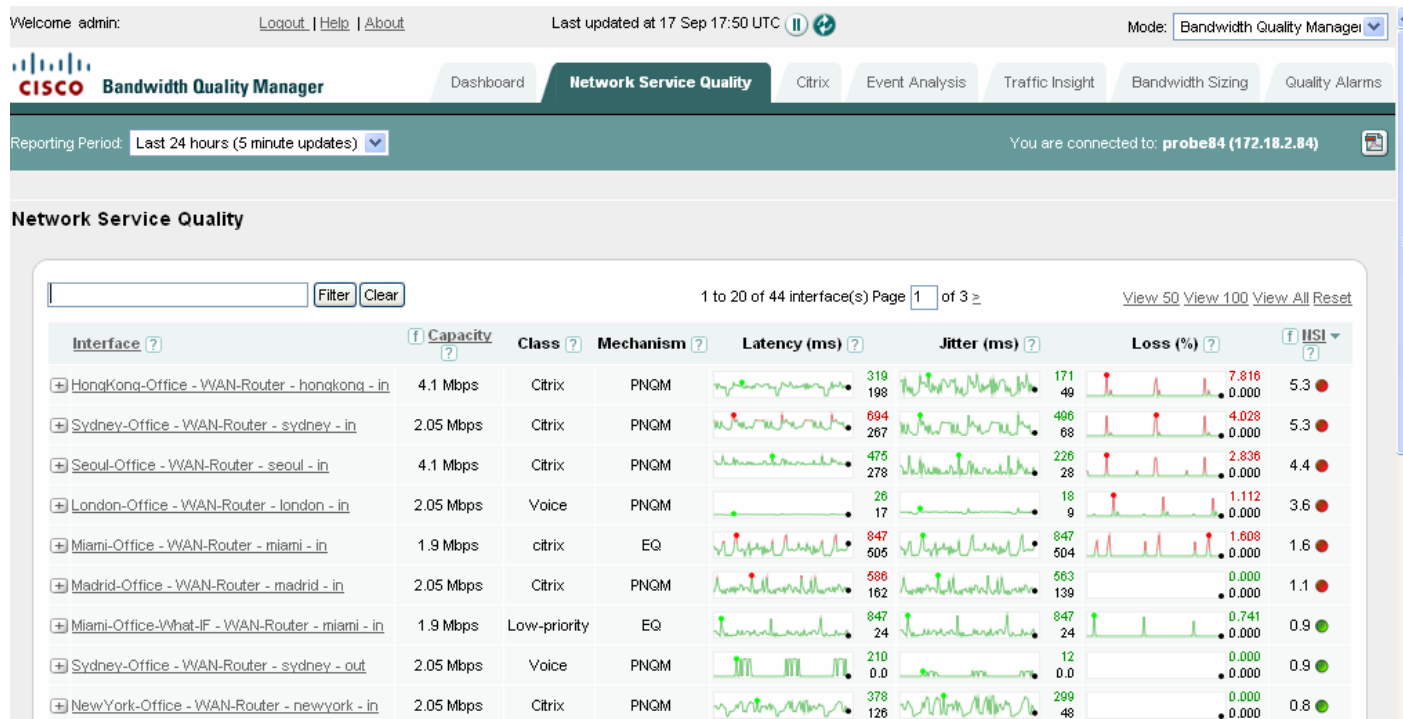 Welcome admin: Logout | Help | About Last updated at 17 Sep 17:50 UTC Mode: Bandwidth Quality Manager
CISCO Bandwidth Quality Manager Dashboard Network Service Quality Citrix Event Analysis Traffic Insight Bandwidth Sizing Quality Alarms
Reporting Period: Last 24 hours (5 minute updates) You are connected to: probe84 (172.18.2.84)
Network Service Quality
Filter Clear 1 to 20 of 44 interface(s) Page 1 of 3 > View 50 View 100 View All Reset
Interface ? f Capacity ? Class ? Mechanism ? Latency (ms) ? Jitter (ms) ? Loss (%) ? f NSI ?
+ HongKong-Office - WAN-Router - hongkong - in 4.1 Mbps Citrix PNQM 319 198 171 49 7.816 0.000 5.3
+ Sydney-Office - WAN-Router - sydney - in 2.05 Mbps Citrix PNQM 694 267 496 68 4.028 0.000 5.3
+ Seoul-Office - WAN-Router - seoul - in 4.1 Mbps Citrix PNQM 475 278 226 28 2.836 0.000 4.4
+ London-Office - WAN-Router - london - in 2.05 Mbps Voice PNQM 26 17 18 9 1.112 0.000 3.6
+ Miami-Office - WAN-Router - miami - in 1.9 Mbps citrix EQ 847 505 847 504 1.608 0.000 1.6
+ Madrid-Office - WAN-Router - madrid - in 2.05 Mbps Citrix PNQM 586 162 563 139 0.000 0.000 1.1
+ Miami-Office-What-IF - WAN-Router - miami - in 1.9 Mbps Low-priority EQ 847 24 847 24 0.741 0.000 0.9
+ Sydney-Office - WAN-Router - sydney - out 2.05 Mbps Voice PNQM 210 0.0 12 0.0 0.000 0.000 0.9
+ NewYork-Office - WAN-Router - newyork - in 2.05 Mbps Citrix PNQM 378 126 299 48 0.000 0.000 0.8